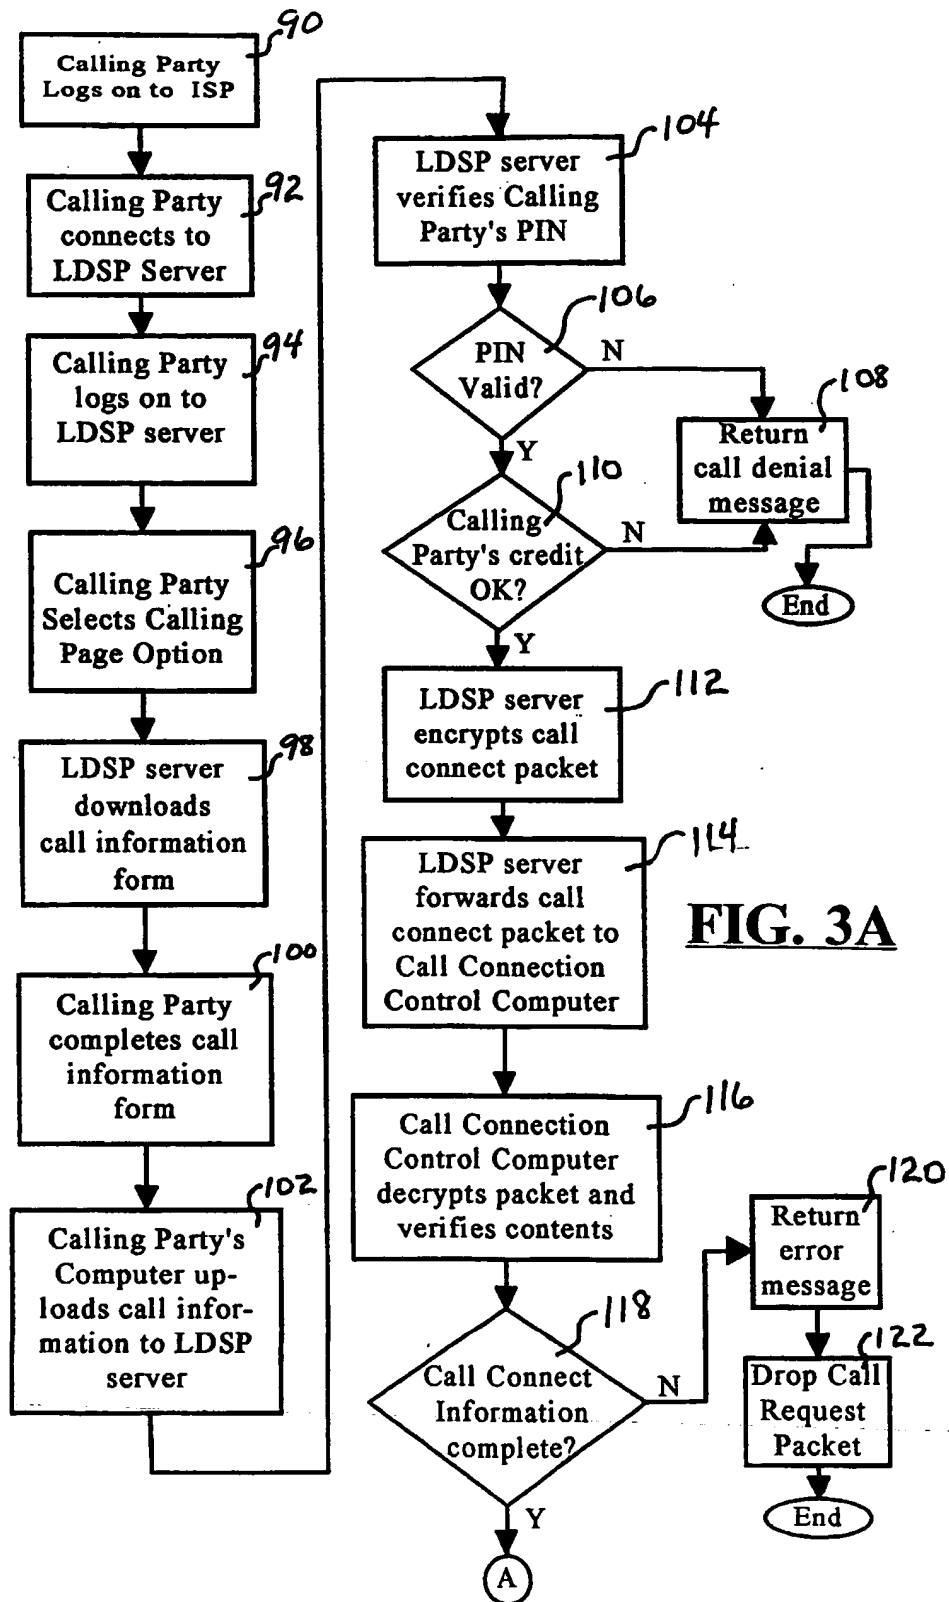 90
Calling Party
Logs on to ISP
92
Calling Party
connects to
LDSP Server
94
Calling Party
logs on to
LDSP server
96
Calling Party
Selects Calling
Page Option
98
LDSP server
downloads
call information
form
100
Calling Party
completes call
information
form
102
Calling Party's
Computer up-
loads call infor-
mation to LDSP
server
104
LDSP server
verifies Calling
Party's PIN
106
PIN
Valid?
N
Y
108
Return
call denial
message
End
110
Calling
Party's credit
OK?
N
Y
112
LDSP server
encrypts call
connect packet
114
LDSP server
forwards call
connect packet to
Call Connection
Control Computer
FIG. 3A
116
Call Connection
Control Computer
decrypts packet and
verifies contents
118
Call Connect
Information
complete?
N
Y
120
Return
error
message
122
Drop Call
Request
Packet
End
A